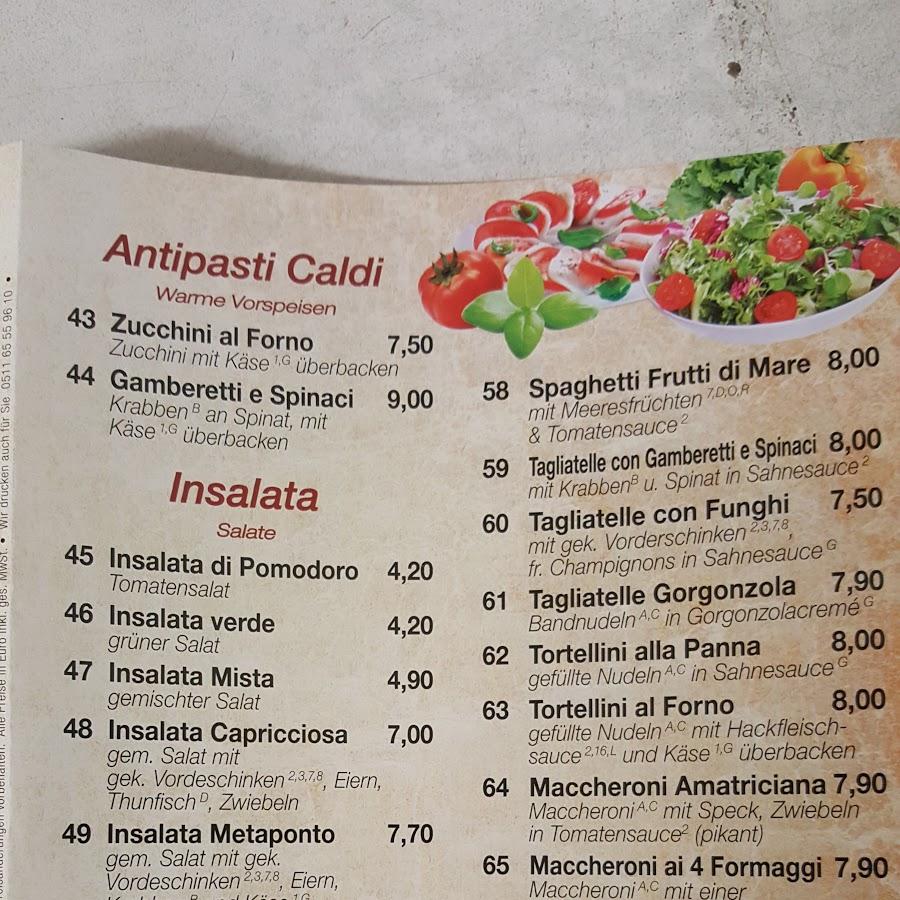 Antipasti Caldi
Warme Vorspeisen
43 Zucchini al Forno 7,50
Zucchini mit Käse 1,G überbacken
44 Gamberetti e Spinaci 9,00
Krabben B an Spinat, mit
Käse 1,G überbacken
Insalata
Salate
45 Insalata di Pomodoro 4,20
Tomatensalat
46 Insalata verde 4,20
grüner Salat
47 Insalata Mista 4,90
gemischter Salat
48 Insalata Capricciosa 7,00
gem. Salat mit
gek. Vordeschinken 2,3,7,8, Eiern,
Thunfisch D, Zwiebeln
49 Insalata Metaponto 7,70
gem. Salat mit gek.
Vordeschinken 2,3,7,8, Eiern,
58 Spaghetti Frutti di Mare 8,00
mit Meeresfrüchten 7,D,O,R
& Tomatensauce 2
59 Tagliatelle con Gamberetti e Spinaci 8,00
mit Krabben B u. Spinat in Sahnesauce 2
60 Tagliatelle con Funghi 7,50
mit gek. Vorderschinken 2,3,7,8,
fr. Champignons in Sahnesauce G
61 Tagliatelle Gorgonzola 7,90
Bandnudeln A,C in Gorgonzolacremé G
62 Tortellini alla Panna 8,00
gefüllte Nudeln A,C in Sahnesauce G
63 Tortellini al Forno 8,00
gefüllte Nudeln A,C mit Hackfleisch-
sauce 2,16,L und Käse 1,G überbacken
64 Maccheroni Amatriciana 7,90
Maccheroni A,C mit Speck, Zwiebeln
in Tomatensauce 2 (pikant)
65 Maccheroni ai 4 Formaggi 7,90
Maccheroni A,C mit einer
vorbehalten. Alle Preise in Euro inkl. ges. MwSt. • Wir drucken auch für Sie 0511 65 55 96 10 •